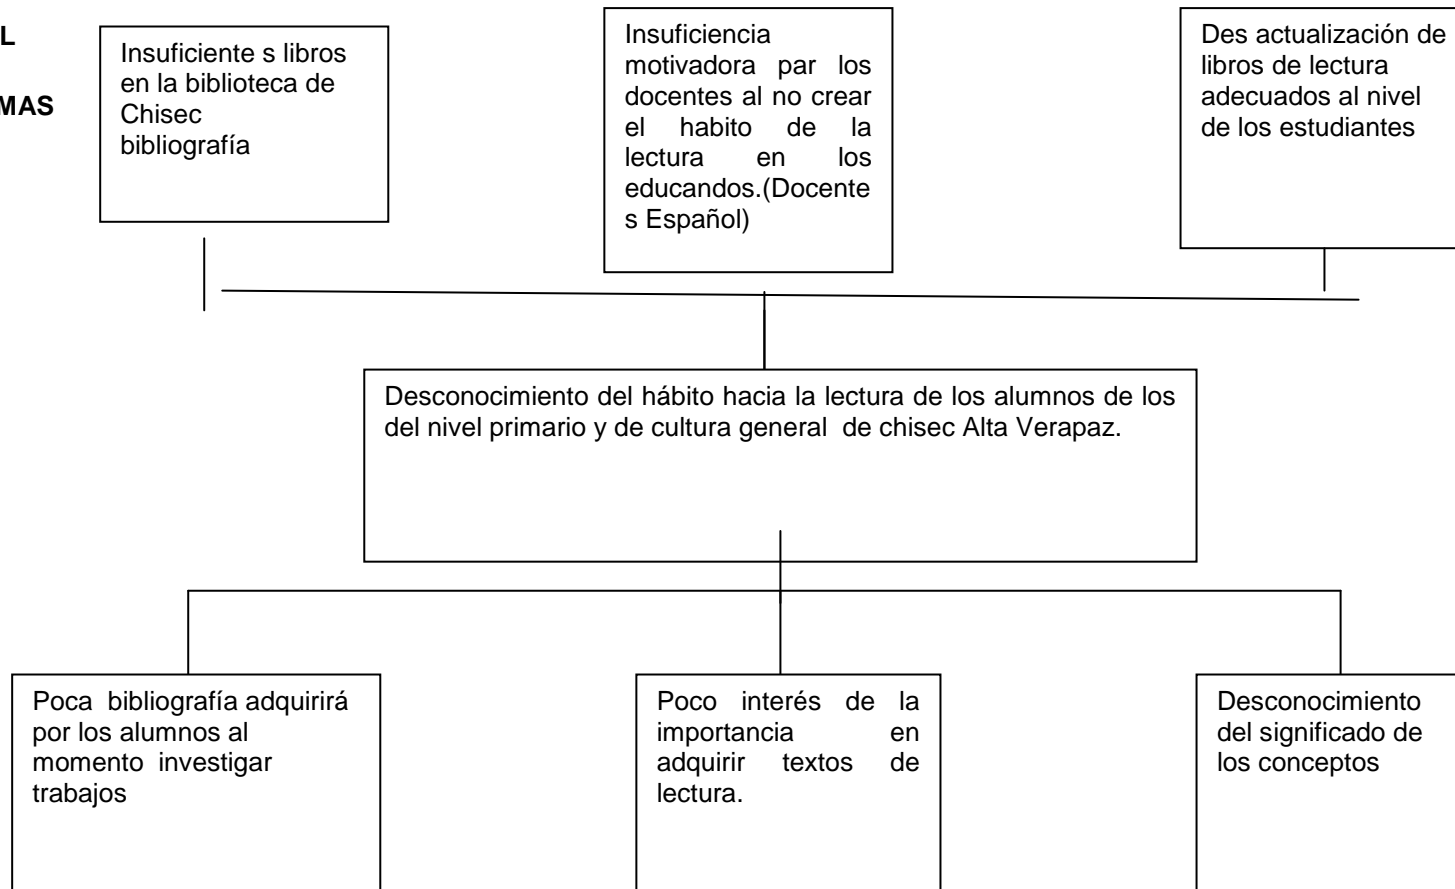 L
MAS
Insuficiente s libros
en la biblioteca de
Chisec
bibliografía
Insuficiencia
motivadora par los
docentes al no crear
el habito de la
lectura en los
educandos.(Docente
s Español)
Des actualización de
libros de lectura
adecuados al nivel
de los estudiantes
Desconocimiento del hábito hacia la lectura de los alumnos de los
del nivel primario y de cultura general de chisec Alta Verapaz.
Poca bibliografía adquirirá
por los alumnos al
momento investigar
trabajos
Poco interés de la
importancia en
adquirir textos de
lectura.
Desconocimiento
del significado de
los conceptos